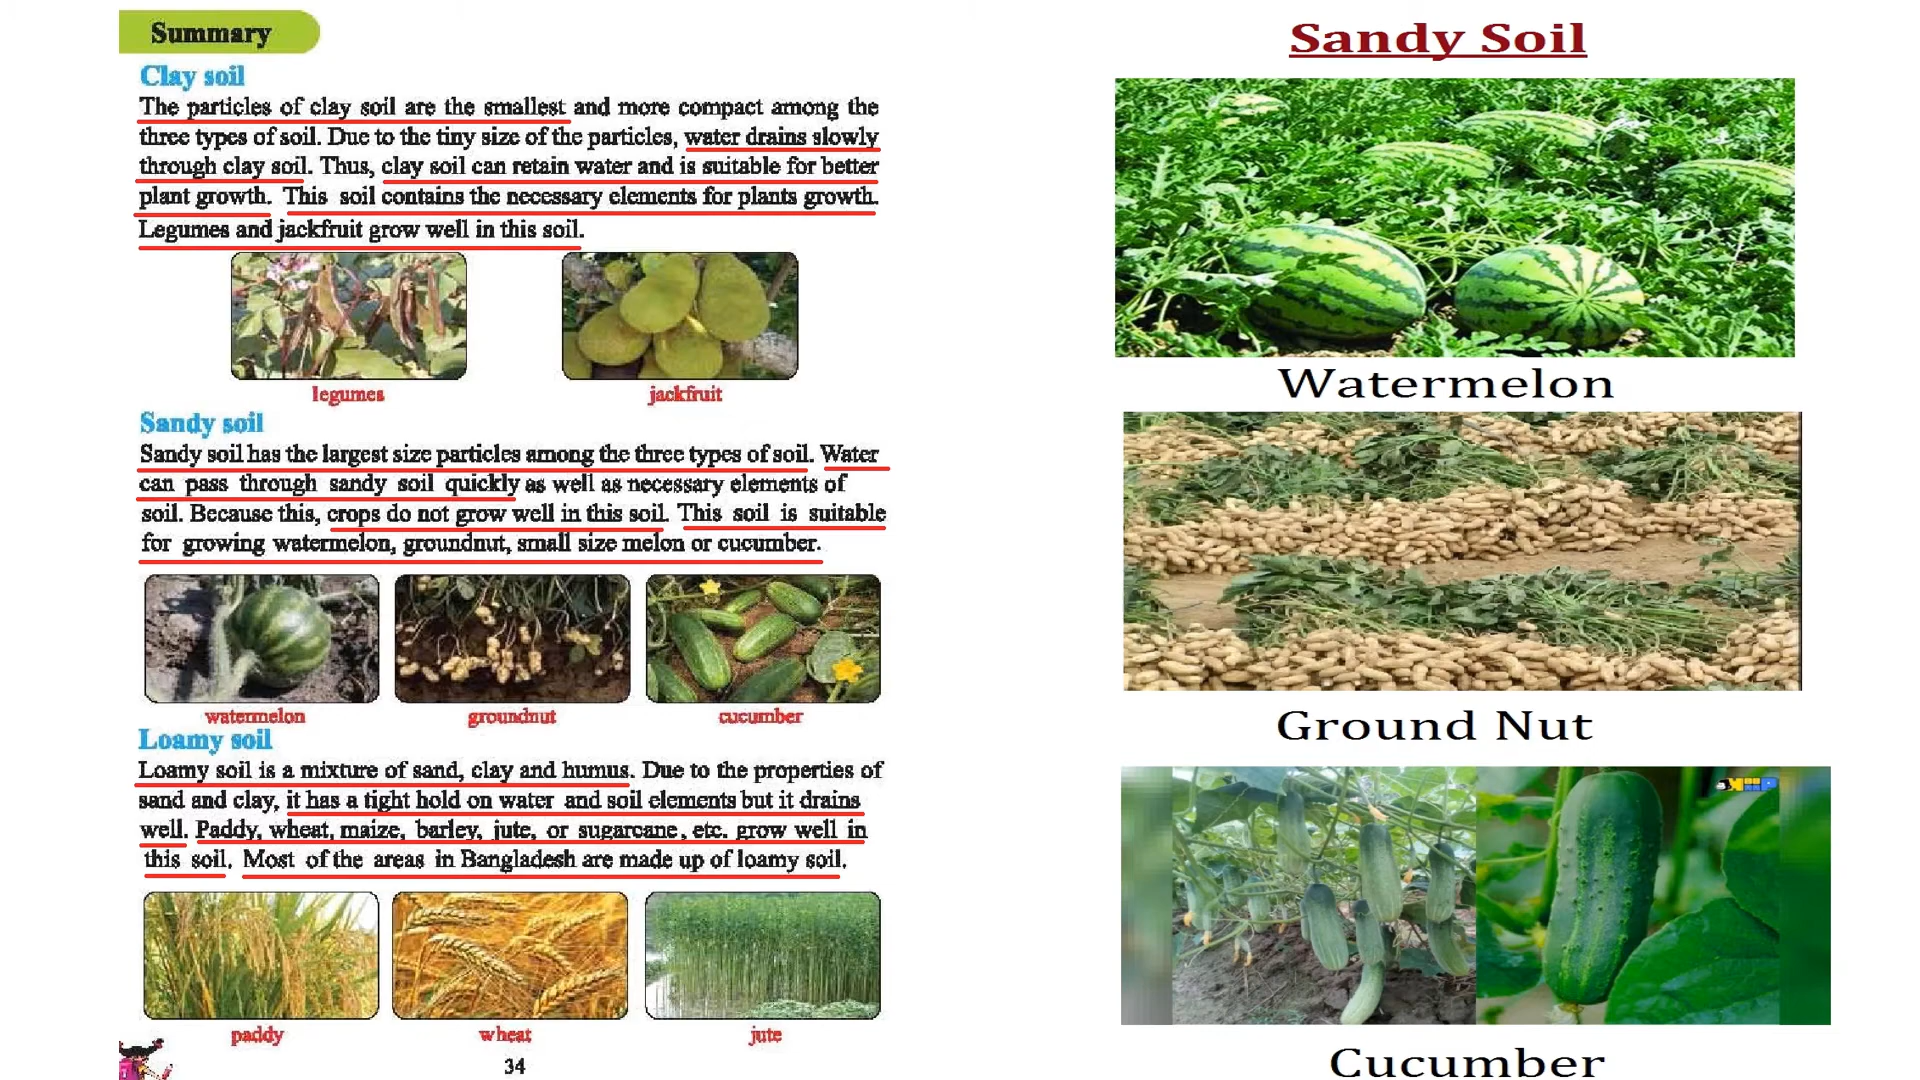 Summary
Clay soil
The particles of clay soil are the smallest and more compact among the
three types of soil. Due to the tiny size of the particles, water drains slowly
through clay soil. Thus, clay soil can retain water and is suitable for better
plant growth. This soil contains the necessary elements for plants growth.
Legumes and jackfruit grow well in this soil.
legumes
jackfruit
Sandy soil
Sandy soil has the largest size particles among the three types of soil. Water
can pass through sandy soil quickly as well as necessary elements of
soil. Because this, crops do not grow well in this soil. This soil is suitable
for growing watermelon, groundnut, small size melon or cucumber.
watermelon
groundnut
cucumber
Loamy soil
Loamy soil is a mixture of sand, clay and humus. Due to the properties of
sand and clay, it has a tight hold on water and soil elements but it drains
well. Paddy, wheat, maize, barley, jute, or sugarcane, etc. grow well in
this soil. Most of the areas in Bangladesh are made up of loamy soil.
paddy
wheat
jute
34
Sandy Soil
Watermelon
Ground Nut
Cucumber